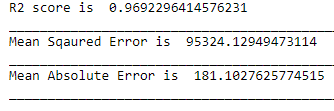 R2 score is  0.9692296414576231
Mean Sqaured Error is  95324.12949473114
Mean Absolute Error is  181.1027625774515